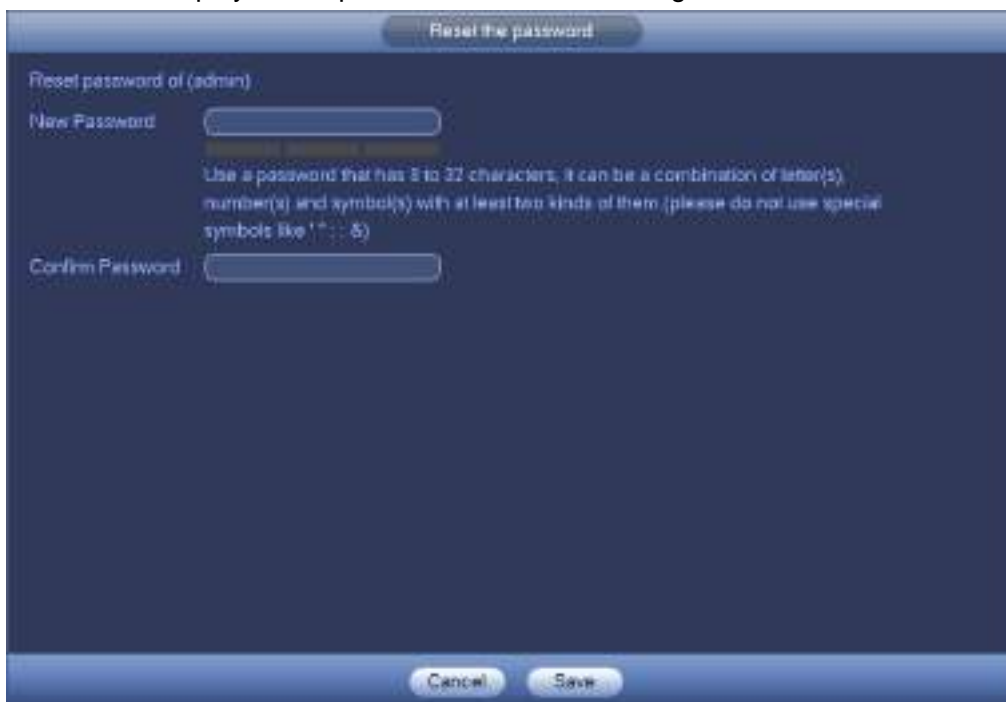 Reset the password
Reset password of (admin)
New Password
Use a password that has 8 to 32 characters, it can be a combination of letter(s),
number(s) and symbol(s) with at least two kinds of them.(please do not use special
symbols like ' " ; : &)
Confirm Password
Cancel
Save